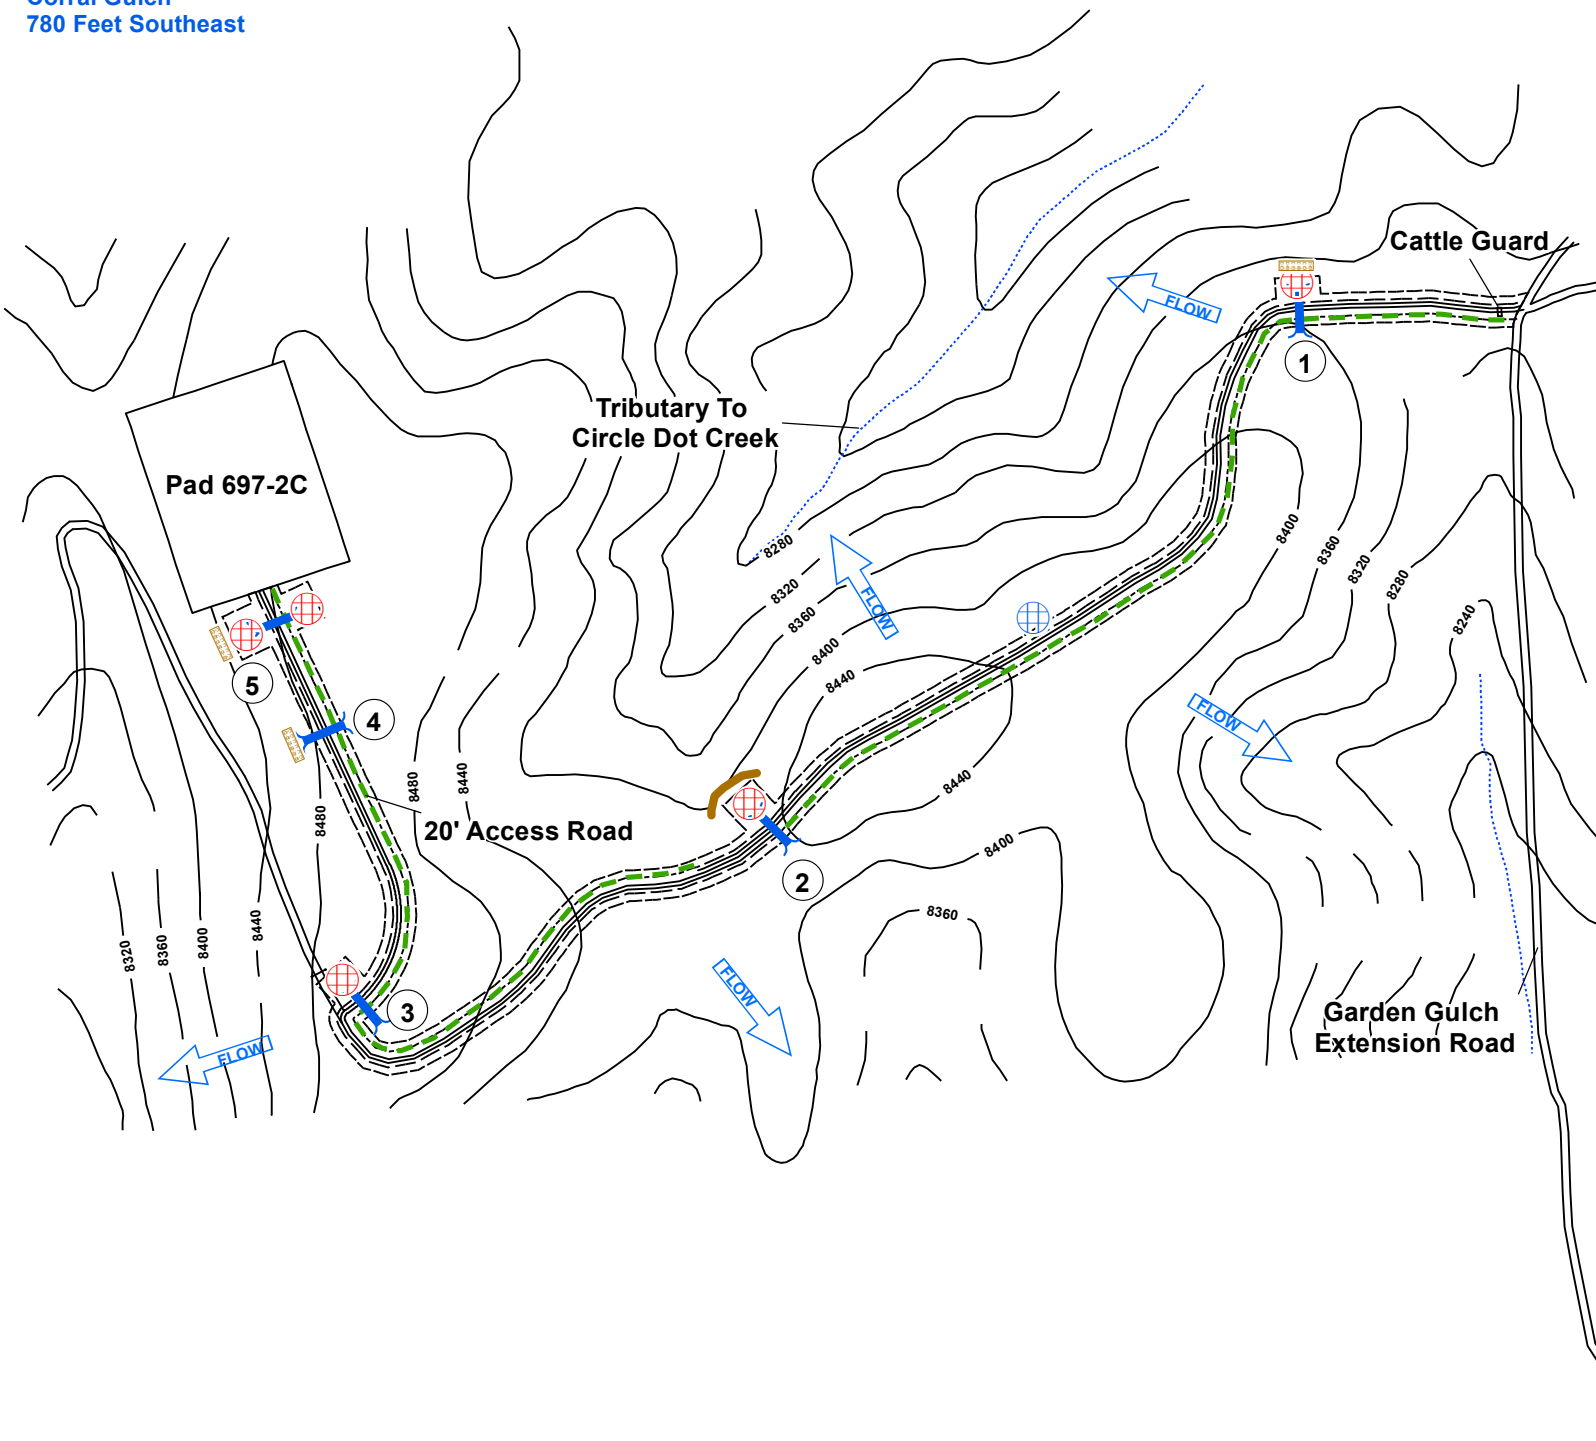 Corral Gulch
780 Feet Southeast
Cattle Guard
FLOW
1
Tributary To
Circle Dot Creek
Pad 697-2C
8280
8320
8360
8400
8440
FLOW
8400
8360
8320
8280
8240
5
4
FLOW
8480
8440
8480
20' Access Road
8440
2
8400
8360
8320
8360
8400
8440
3
FLOW
FLOW
Garden Gulch
Extension Road